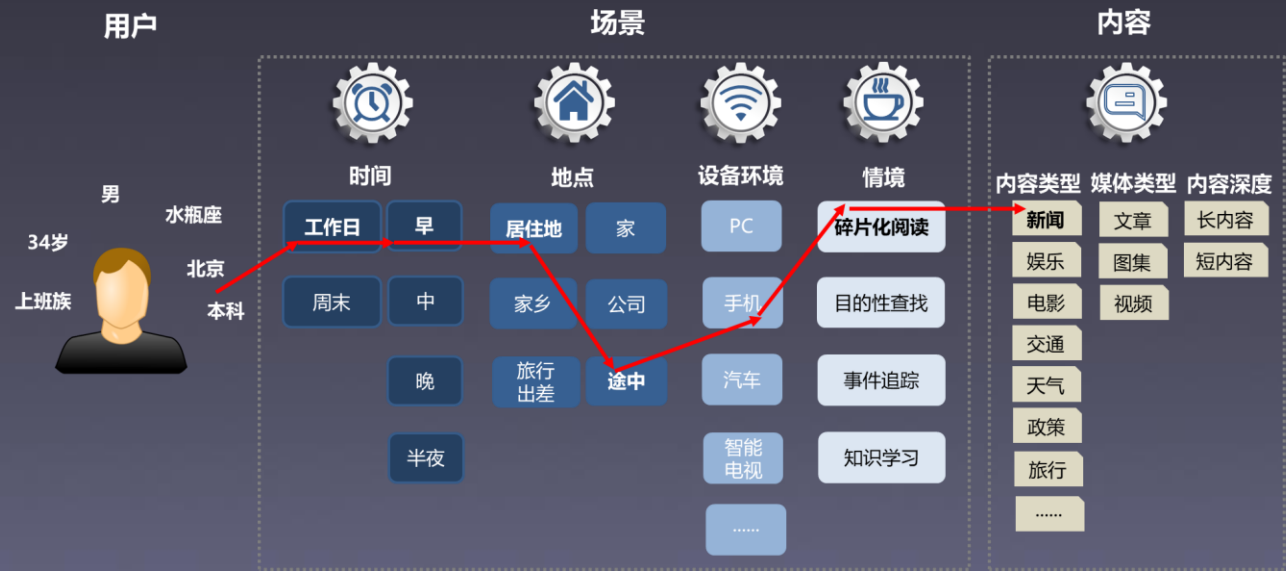 用户
场景
内容
男
水瓶座
34岁
北京
上班族
本科
时间
地点
设备环境
情境
工作日
早
周末
中
晚
半夜
居住地
家
家乡
公司
旅行
出差
途中
PC
手机
汽车
智能
电视
......
碎片化阅读
目的性查找
事件追踪
知识学习
内容类型
媒体类型
内容深度
新闻
文章
长内容
娱乐
图集
短内容
电影
视频
交通
天气
政策
旅行
......